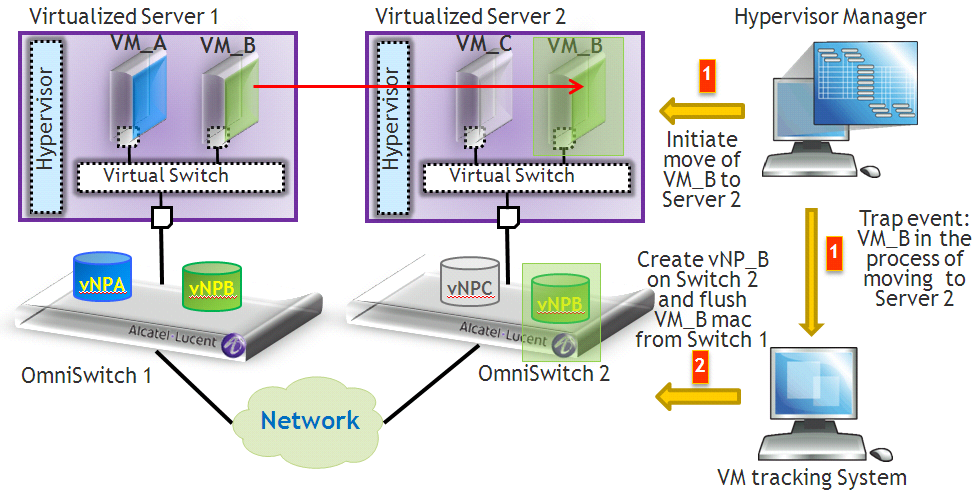 Virtualized Server 1
Virtualized Server 2
Hypervisor Manager
VM_A
VM_B
VM_C
VM_B
Hypervisor
Hypervisor
1
Initiate
move of
VM_B to
Server 2
Virtual Switch
Virtual Switch
1
Trap event:
VM_B in the
process of
moving to
Server 2
Create vNP_B
on Switch 2
and flush
VM_B mac
from Switch 1
vNPA
vNPB
vNPC
vNPB
Alcatel·Lucent
Alcatel·Lucent
2
OmniSwitch 1
OmniSwitch 2
Network
VM tracking System